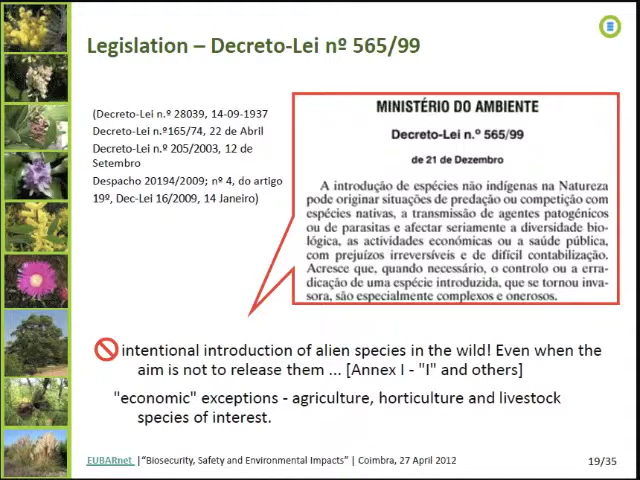 Legislation – Decreto-Lei nº 565/99
(Decreto-Lei n.º 28039, 14-09-1937
Decreto-Lei n.º165/74, 22 de Abril
Decreto-Lei n.º 205/2003, 12 de
Setembro
Despacho 20194/2009; nº 4, do artigo
19º, Dec-Lei 16/2009, 14 Janeiro)
MINISTÉRIO DO AMBIENTE
Decreto-Lei n.º 565/99
de 21 de Dezembro
A introdução de espécies não indígenas na Natureza
pode originar situações de predação ou competição com
espécies nativas, a transmissão de agentes patogénicos
ou de parasitas e afectar seriamente a diversidade bio-
lógica, as actividades económicas ou a saúde pública,
com prejuízos irreversíveis e de difícil contabilização.
Acresce que, quando necessário, o controlo ou a erra-
dicação de uma espécie introduzida, que se tornou inva-
sora, são especialmente complexos e onerosos.
intentional introduction of alien species in the wild! Even when the
aim is not to release them ... [Annex I - "I" and others]
"economic" exceptions - agriculture, horticulture and livestock
species of interest.
EUBARnet |"Biosecurity, Safety and Environmental Impacts" | Coimbra, 27 April 2012
19/35